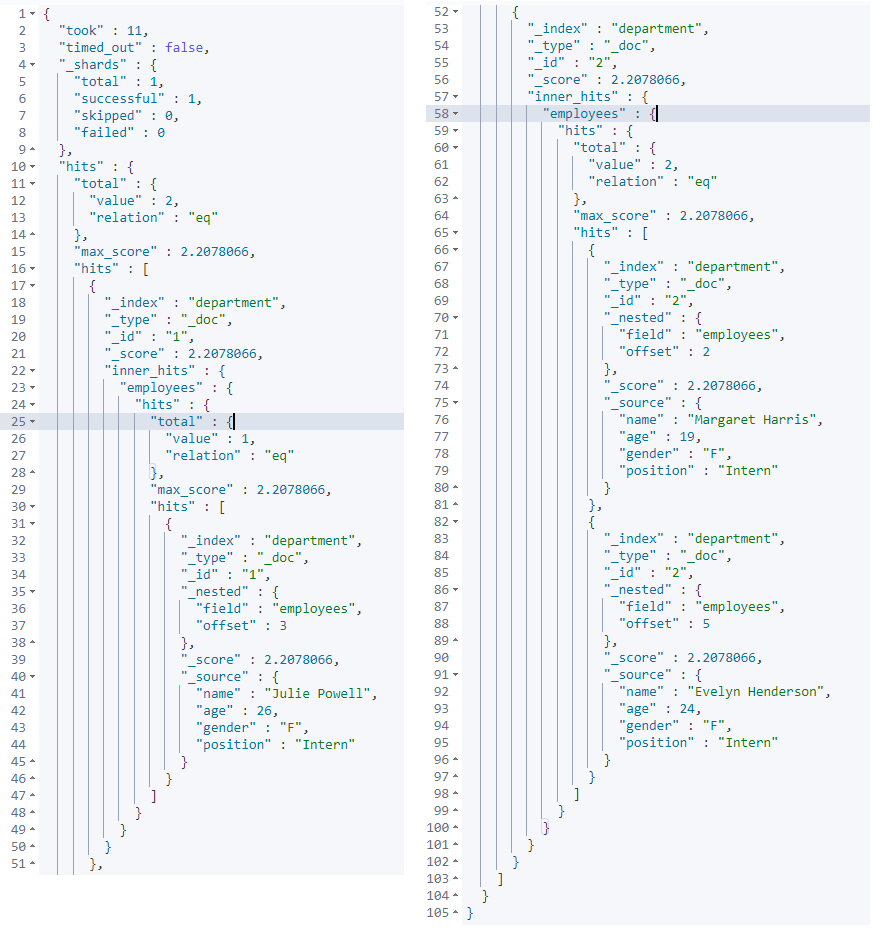 1 {
2   "took" : 11,
3   "timed_out" : false,
4   "_shards" : {
5     "total" : 1,
6     "successful" : 1,
7     "skipped" : 0,
8     "failed" : 0
9   },
10   "hits" : {
11     "total" : {
12       "value" : 2,
13       "relation" : "eq"
14     },
15     "max_score" : 2.2078066,
16     "hits" : [
17       {
18         "_index" : "department",
19         "_type" : "_doc",
20         "_id" : "1",
21         "_score" : 2.2078066,
22         "inner_hits" : {
23           "employees" : {
24             "hits" : {
25               "total" : {
26                 "value" : 1,
27                 "relation" : "eq"
28               },
29               "max_score" : 2.2078066,
30               "hits" : [
31                 {
32                   "_index" : "department",
33                   "_type" : "_doc",
34                   "_id" : "1",
35                   "_nested" : {
36                     "field" : "employees",
37                     "offset" : 3
38                   },
39                   "_score" : 2.2078066,
40                   "_source" : {
41                     "name" : "Julie Powell",
42                     "age" : 26,
43                     "gender" : "F",
44                     "position" : "Intern"
45                   }
46                 }
47               ]
48             }
49           }
50         }
51       },
52       {
53         "_index" : "department",
54         "_type" : "_doc",
55         "_id" : "2",
56         "_score" : 2.2078066,
57         "inner_hits" : {
58           "employees" : {
59             "hits" : {
60               "total" : {
61                 "value" : 2,
62                 "relation" : "eq"
63               },
64               "max_score" : 2.2078066,
65               "hits" : [
66                 {
67                   "_index" : "department",
68                   "_type" : "_doc",
69                   "_id" : "2",
70                   "_nested" : {
71                     "field" : "employees",
72                     "offset" : 2
73                   },
74                   "_score" : 2.2078066,
75                   "_source" : {
76                     "name" : "Margaret Harris",
77                     "age" : 19,
78                     "gender" : "F",
79                     "position" : "Intern"
80                   }
81                 },
82                 {
83                   "_index" : "department",
84                   "_type" : "_doc",
85                   "_id" : "2",
86                   "_nested" : {
87                     "field" : "employees",
88                     "offset" : 5
89                   },
90                   "_score" : 2.2078066,
91                   "_source" : {
92                     "name" : "Evelyn Henderson",
93                     "age" : 24,
94                     "gender" : "F",
95                     "position" : "Intern"
96                   }
97                 }
98               ]
99             }
100           }
101         }
102       }
103     ]
104   }
105 }